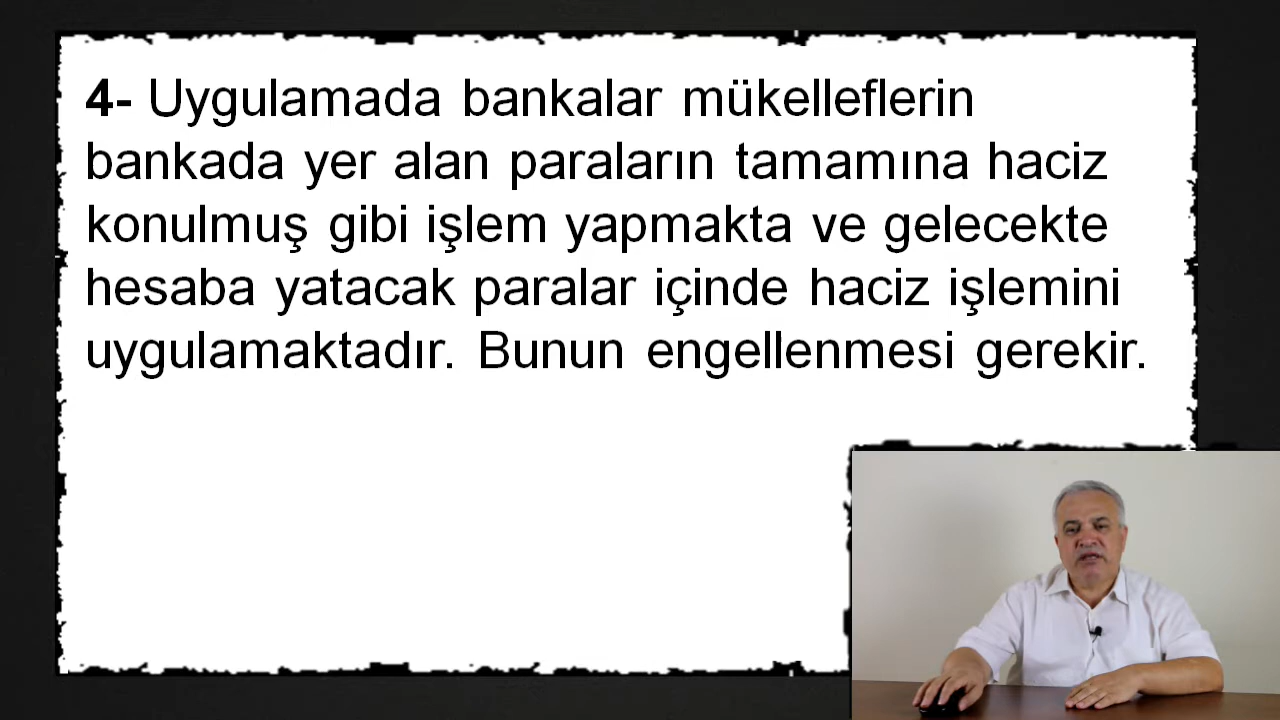 4- Uygulamada bankalar mükelleflerin
bankada yer alan paraların tamamına haciz
konulmuş gibi işlem yapmakta ve gelecekte
hesaba yatacak paralar içinde haciz işlemini
uygulamaktadır. Bunun engellenmesi gerekir.